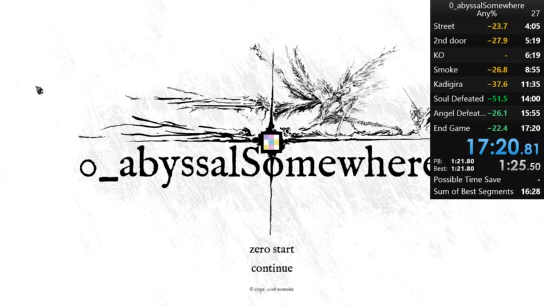 0_abyssalSomewhere
Any% 27
Street −23.7 4:05
2nd door −27.9 5:19
KO - 6:19
Smoke −26.8 8:55
Kadigira −37.6 11:35
Soul Defeated −51.5 14:00
Angel Defeat... −26.1 15:55
End Game −22.4 17:20
17:20.81
PB: 1:21.80
Best: 1:21.80
1:25.50
Possible Time Save -
Sum of Best Segments 16:28
0_abyssalSomewhere
zero start
continue